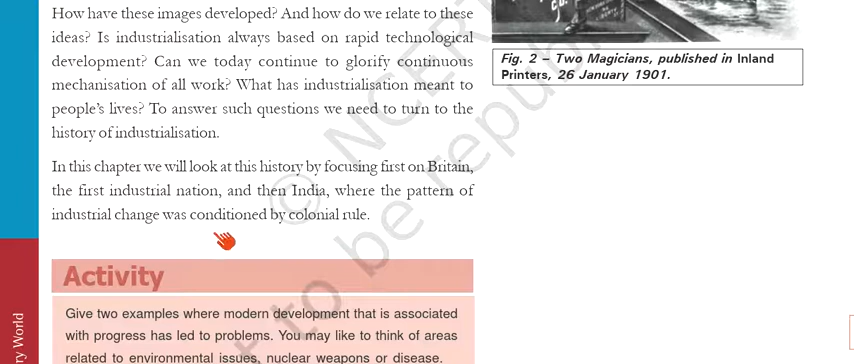 How have these images developed? And how do we relate to these
ideas? Is industrialisation always based on rapid technological
development? Can we today continue to glorify continuous
mechanisation of all work? What has industrialisation meant to
people's lives? To answer such questions we need to turn to the
history of industrialisation.
In this chapter we will look at this history by focusing first on Britain,
the first industrial nation, and then India, where the pattern of
industrial change was conditioned by colonial rule.
Activity
Give two examples where modern development that is associated
with progress has led to problems. You may like to think of areas
related to environmental issues, nuclear weapons or disease.
Fig. 2 – Two Magicians, published in Inland
Printers, 26 January 1901.
© NCERT
to be republi
ry World